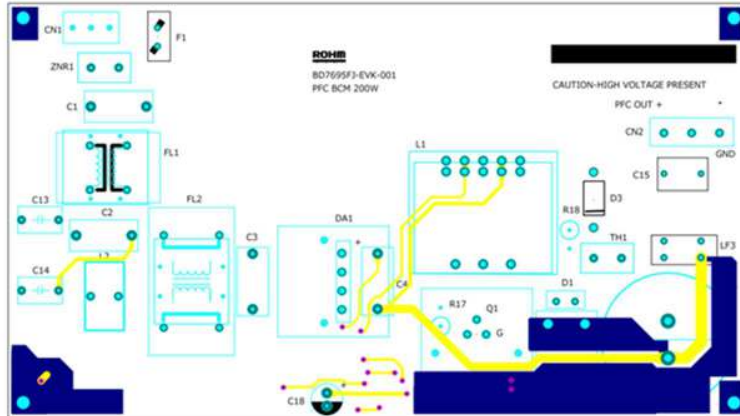 CN1
F1
ROHM
ZNR1
BD7695FJ-EVK-001
PFC BCM 200W
CAUTION-HIGH VOLTAGE PRESENT
PFC OUT + -
C1
CN2
GND
L1
FL1
C15
C13
C2
FL2
DA1
R18
D3
C3
+
TH1
LF3
C14
C4
D1
R17
Q1
G
C18
+